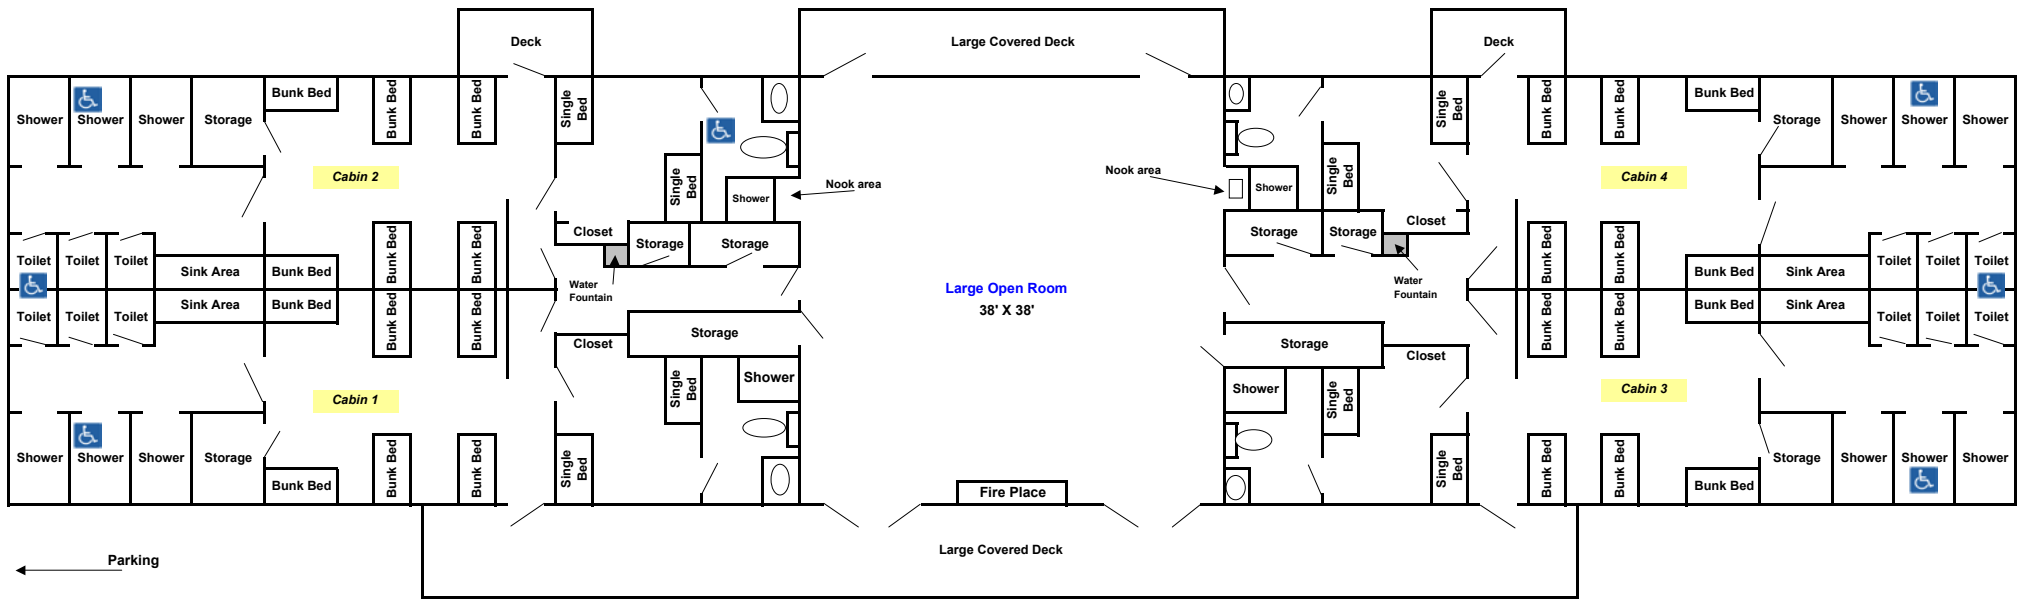 Deck
Large Covered Deck
Deck
Shower
Shower
Shower
Storage
Bunk Bed
Bunk Bed
Bunk Bed
Single
Bed
Single
Bed
Bunk Bed
Bunk Bed
Bunk Bed
Storage
Shower
Shower
Shower
Cabin 2
Single
Bed
Shower
Nook area
Nook area
Shower
Single
Bed
Cabin 4
Closet
Storage
Storage
Storage
Storage
Closet
Bunk Bed
Bunk Bed
Bunk Bed
Bunk Bed
Toilet
Toilet
Toilet
Sink Area
Bunk Bed
Water
Fountain
Large Open Room
38' X 38'
Water
Fountain
Bunk Bed
Sink Area
Toilet
Toilet
Toilet
Toilet
Toilet
Toilet
Sink Area
Bunk Bed
Bunk Bed
Bunk Bed
Closet
Storage
Storage
Closet
Bunk Bed
Bunk Bed
Bunk Bed
Sink Area
Toilet
Toilet
Toilet
Cabin 1
Single
Bed
Shower
Shower
Single
Bed
Cabin 3
Shower
Shower
Shower
Storage
Bunk Bed
Bunk Bed
Bunk Bed
Single
Bed
Fire Place
Single
Bed
Bunk Bed
Bunk Bed
Bunk Bed
Storage
Shower
Shower
Shower
Large Covered Deck
Parking